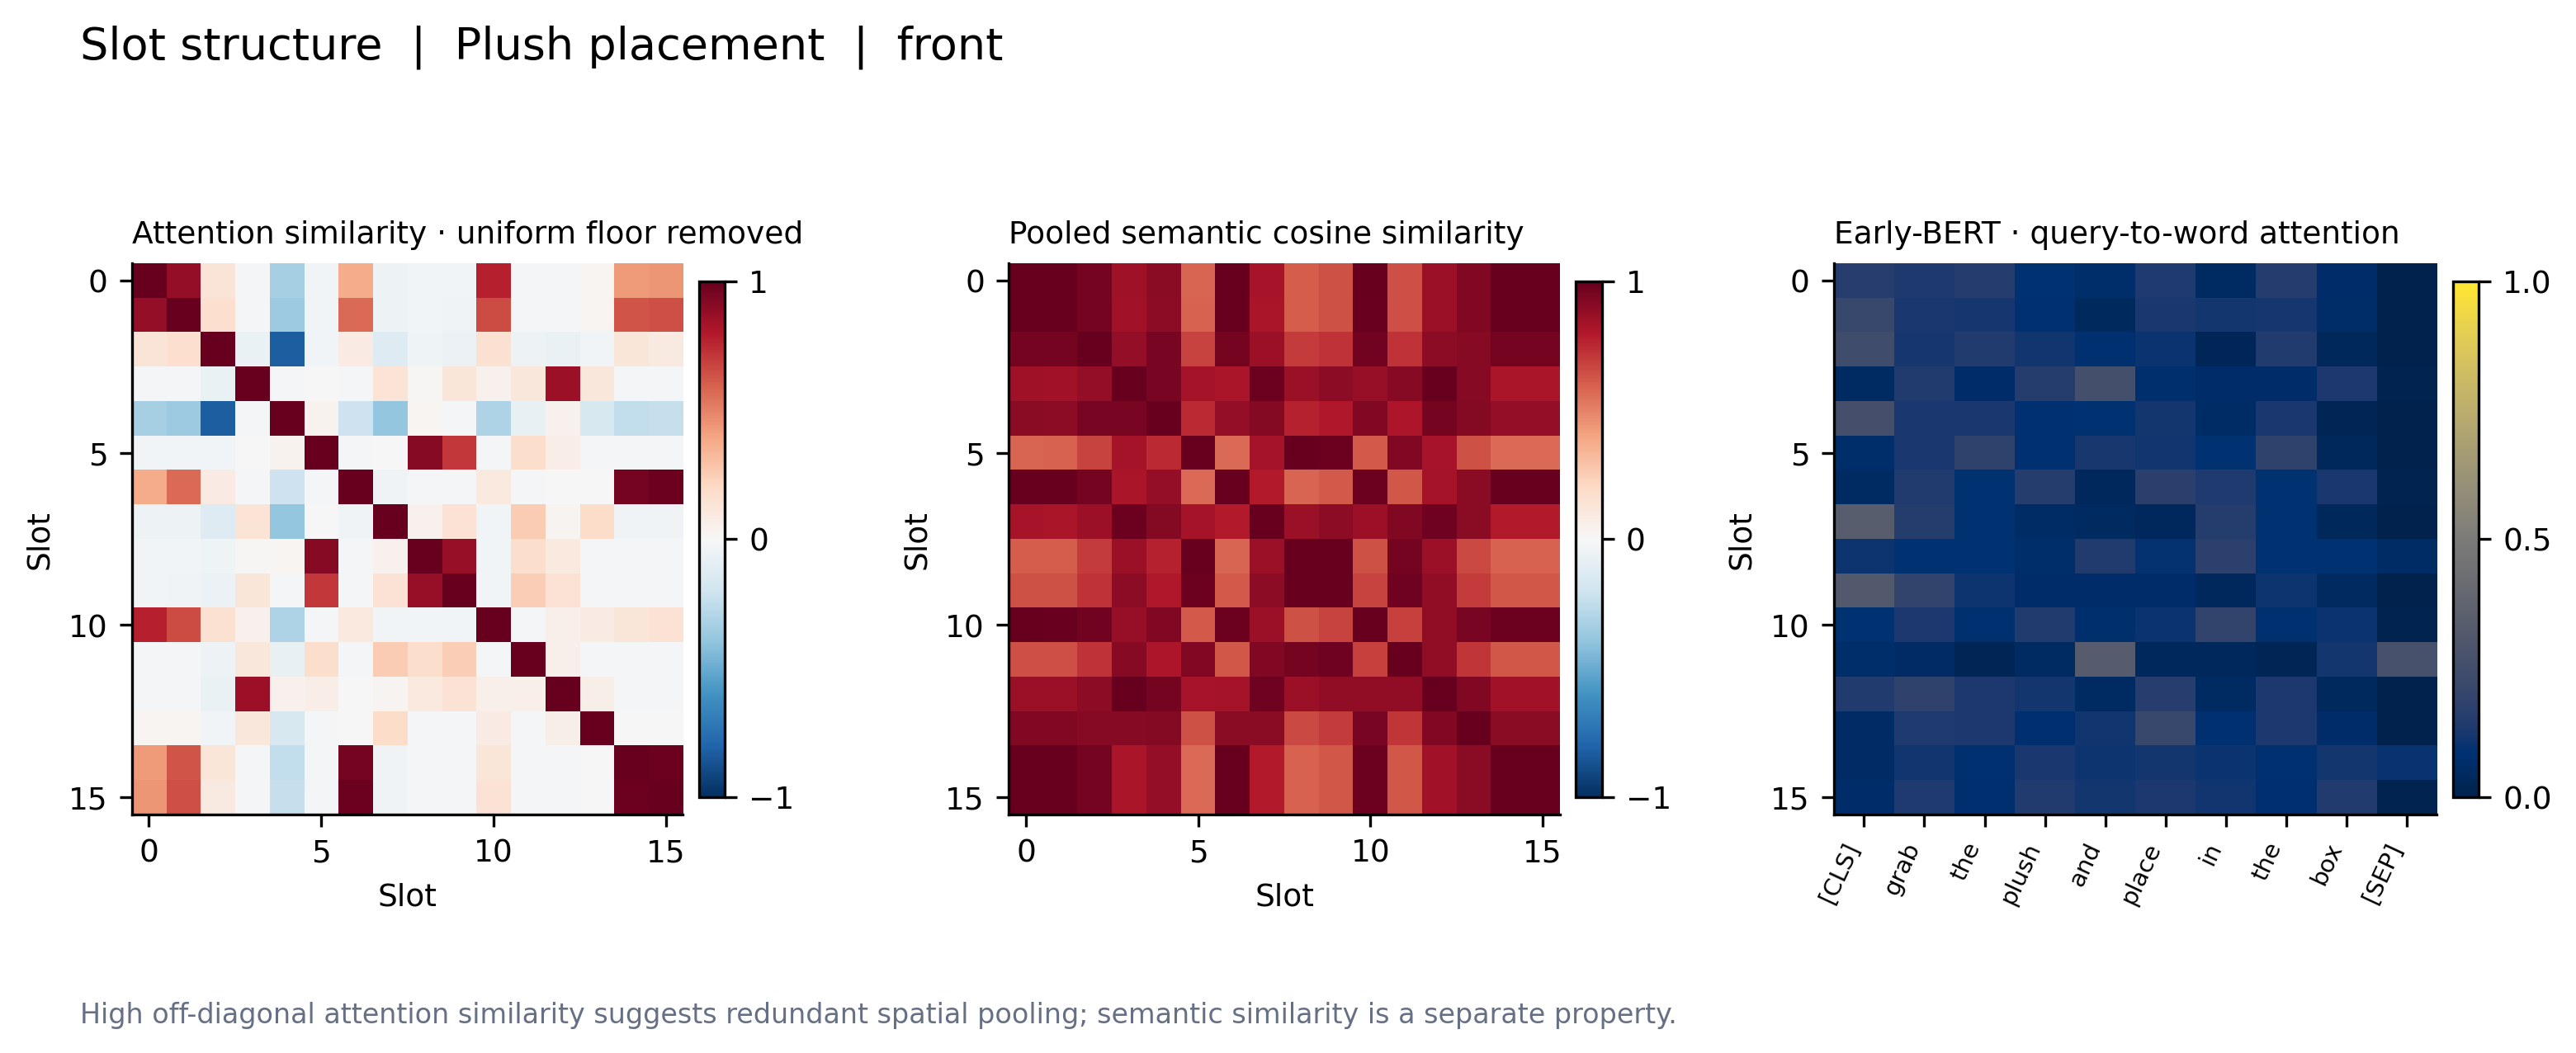 Slot structure | Plush placement | front
Attention similarity · uniform floor removed
Pooled semantic cosine similarity
Early-BERT · query-to-word attention
0
5
10
15
Slot
0
5
10
15
Slot
1
0
−1
0
5
10
15
Slot
0
5
10
15
Slot
1
0
−1
0
5
10
15
Slot
[CLS]
grab
the
plush
and
place
in
the
box
[SEP]
1.0
0.5
0.0
High off-diagonal attention similarity suggests redundant spatial pooling; semantic similarity is a separate property.